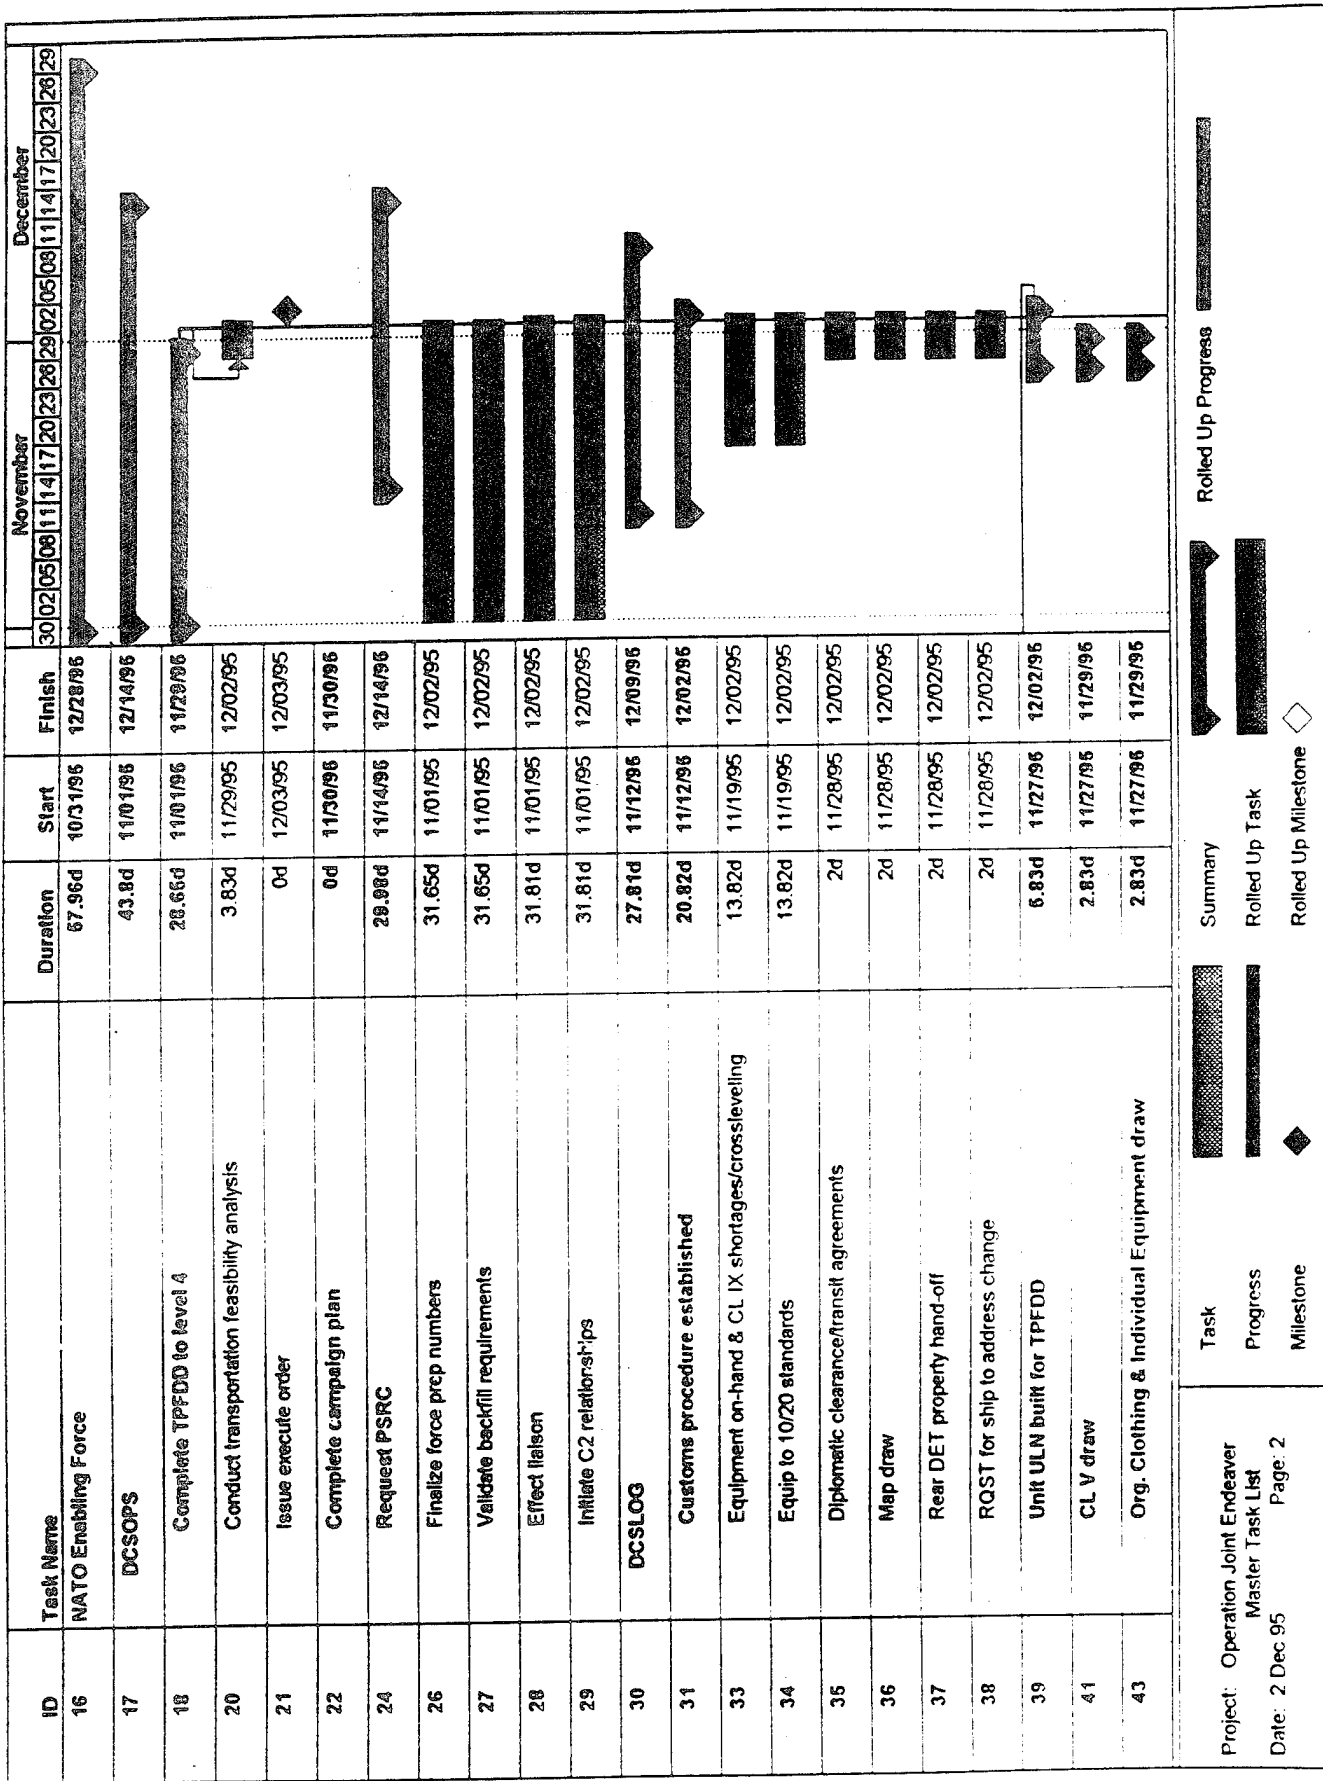 November December
ID Task Name Duration Start Finish 30 02 05 08 11 14 17 20 23 26 29 02 05 08 11 14 17 20 23 26 29
16 NATO Enabling Force 57.96d 10/31/95 12/28/95
17 DCSOPS 43.8d 11/01/95 12/14/95
18 Complete TPFDD to level 4 28.65d 11/01/95 11/29/95
20 Conduct transportation feasibility analysis 3.83d 11/29/95 12/02/95
21 Issue execute order 0d 12/03/95 12/03/95
22 Complete campaign plan 0d 11/30/95 11/30/95
24 Request PSRC 29.98d 11/14/95 12/14/95
26 Finalize force prep numbers 31.65d 11/01/95 12/02/95
27 Validate backfill requirements 31.65d 11/01/95 12/02/95
28 Effect liaison 31.81d 11/01/95 12/02/95
29 Initiate C2 relationships 31.81d 11/01/95 12/02/95
30 DCSLOG 27.81d 11/12/95 12/09/95
31 Customs procedure established 20.82d 11/12/95 12/02/95
33 Equipment on-hand & CL IX shortages/crossleveling 13.82d 11/19/95 12/02/95
34 Equip to 10/20 standards 13.82d 11/19/95 12/02/95
35 Diplomatic clearance/transit agreements 2d 11/28/95 12/02/95
36 Map draw 2d 11/28/95 12/02/95
37 Rear DET property hand-off 2d 11/28/95 12/02/95
38 RQST for ship to address change 2d 11/28/95 12/02/95
39 Unit ULN built for TPFDD 5.83d 11/27/95 12/02/95
41 CL V draw 2.83d 11/27/95 11/29/95
43 Org. Clothing & Individual Equipment draw 2.83d 11/27/95 11/29/95
Project: Operation Joint Endeaver
Master Task List
Date: 2 Dec 95 Page: 2
Task Summary Rolled Up Progress
Progress Rolled Up Task
Milestone Rolled Up Milestone